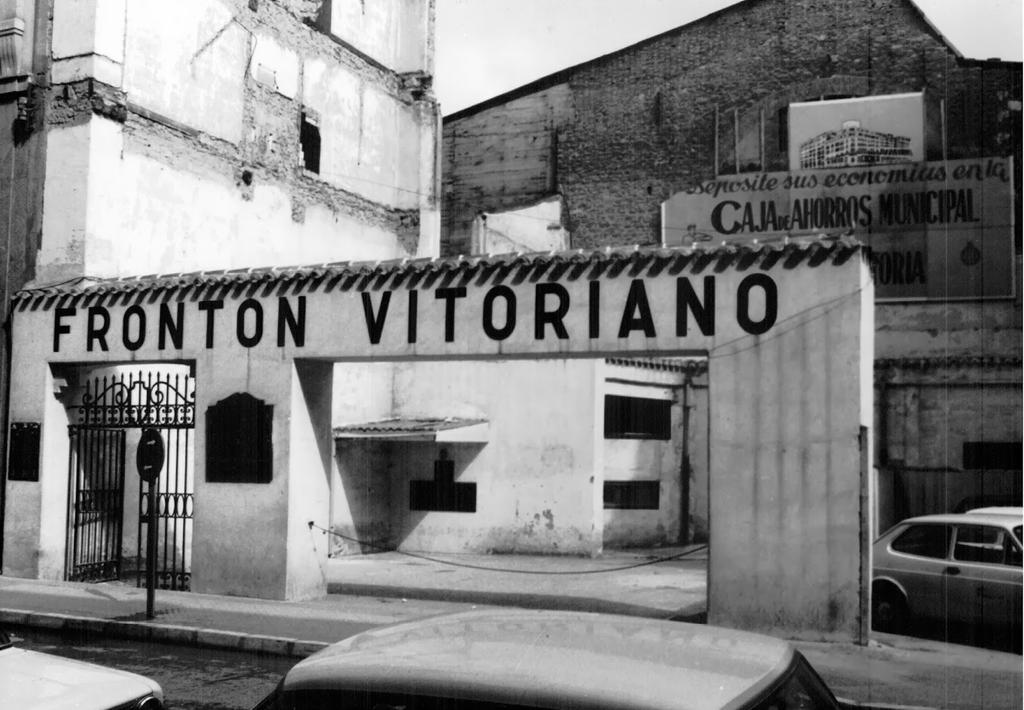 FRONTON VITORIANO
Deposite sus economias en la
CAJA DE AHORROS MUNICIPAL
TORIA